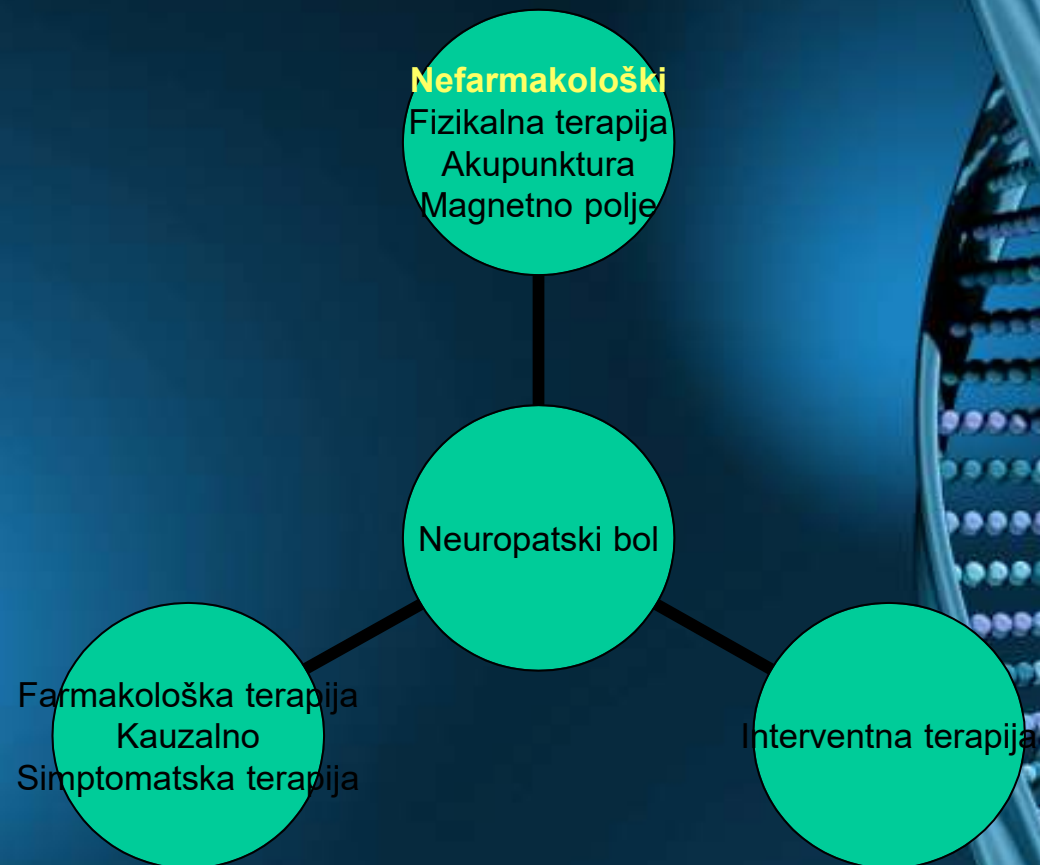 Nefarmakološki
Fizikalna terapija
Akupunktura
Magnetno polje
Neuropatski bol
Farmakološka terapija
Kauzalno
Simptomatska terapija
Interventna terapija